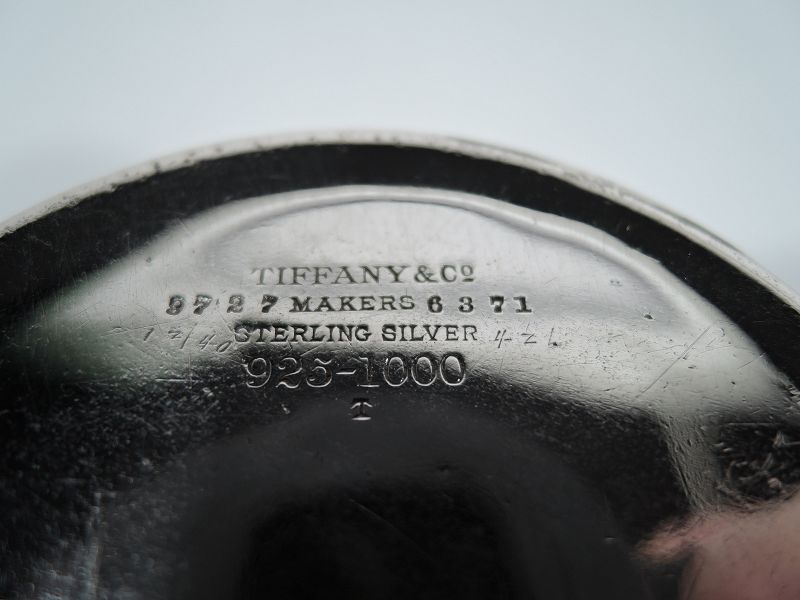 TIFFANY & Cº
9727 MAKERS 6371
STERLING SILVER
925-1000
T